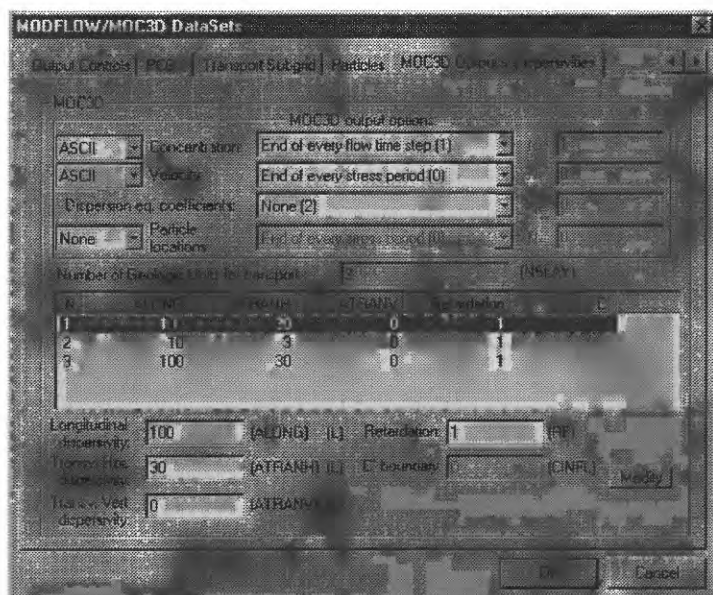 MODFLOW/MOC3D DataSets
Output Controls PCG Transport Subgrid Particles MOC3D Output
MOC3D
MOC3D output options
ASCII Concentration: End of every flow time step (1)
ASCII Velocity: End of every stress period (0)
Dispersion eq. coefficients: None (2)
None Particle locations: End of every stress period (0)
Number of Geologic Units for transport: (NSLAY)
N ALONG ATRANV Retardation C'
1 20 0 1
2 10 3 0 1
3 100 30 0 1
Longitudinal dispersivity: 100 (ALONG) (L) Retardation: 1 (RF)
dispersivity: 30 (ATRANH) (L) C' boundary: (CINFL)
Modify
Transv. Vert. dispersivity: 0 (ATRANV)
Cancel